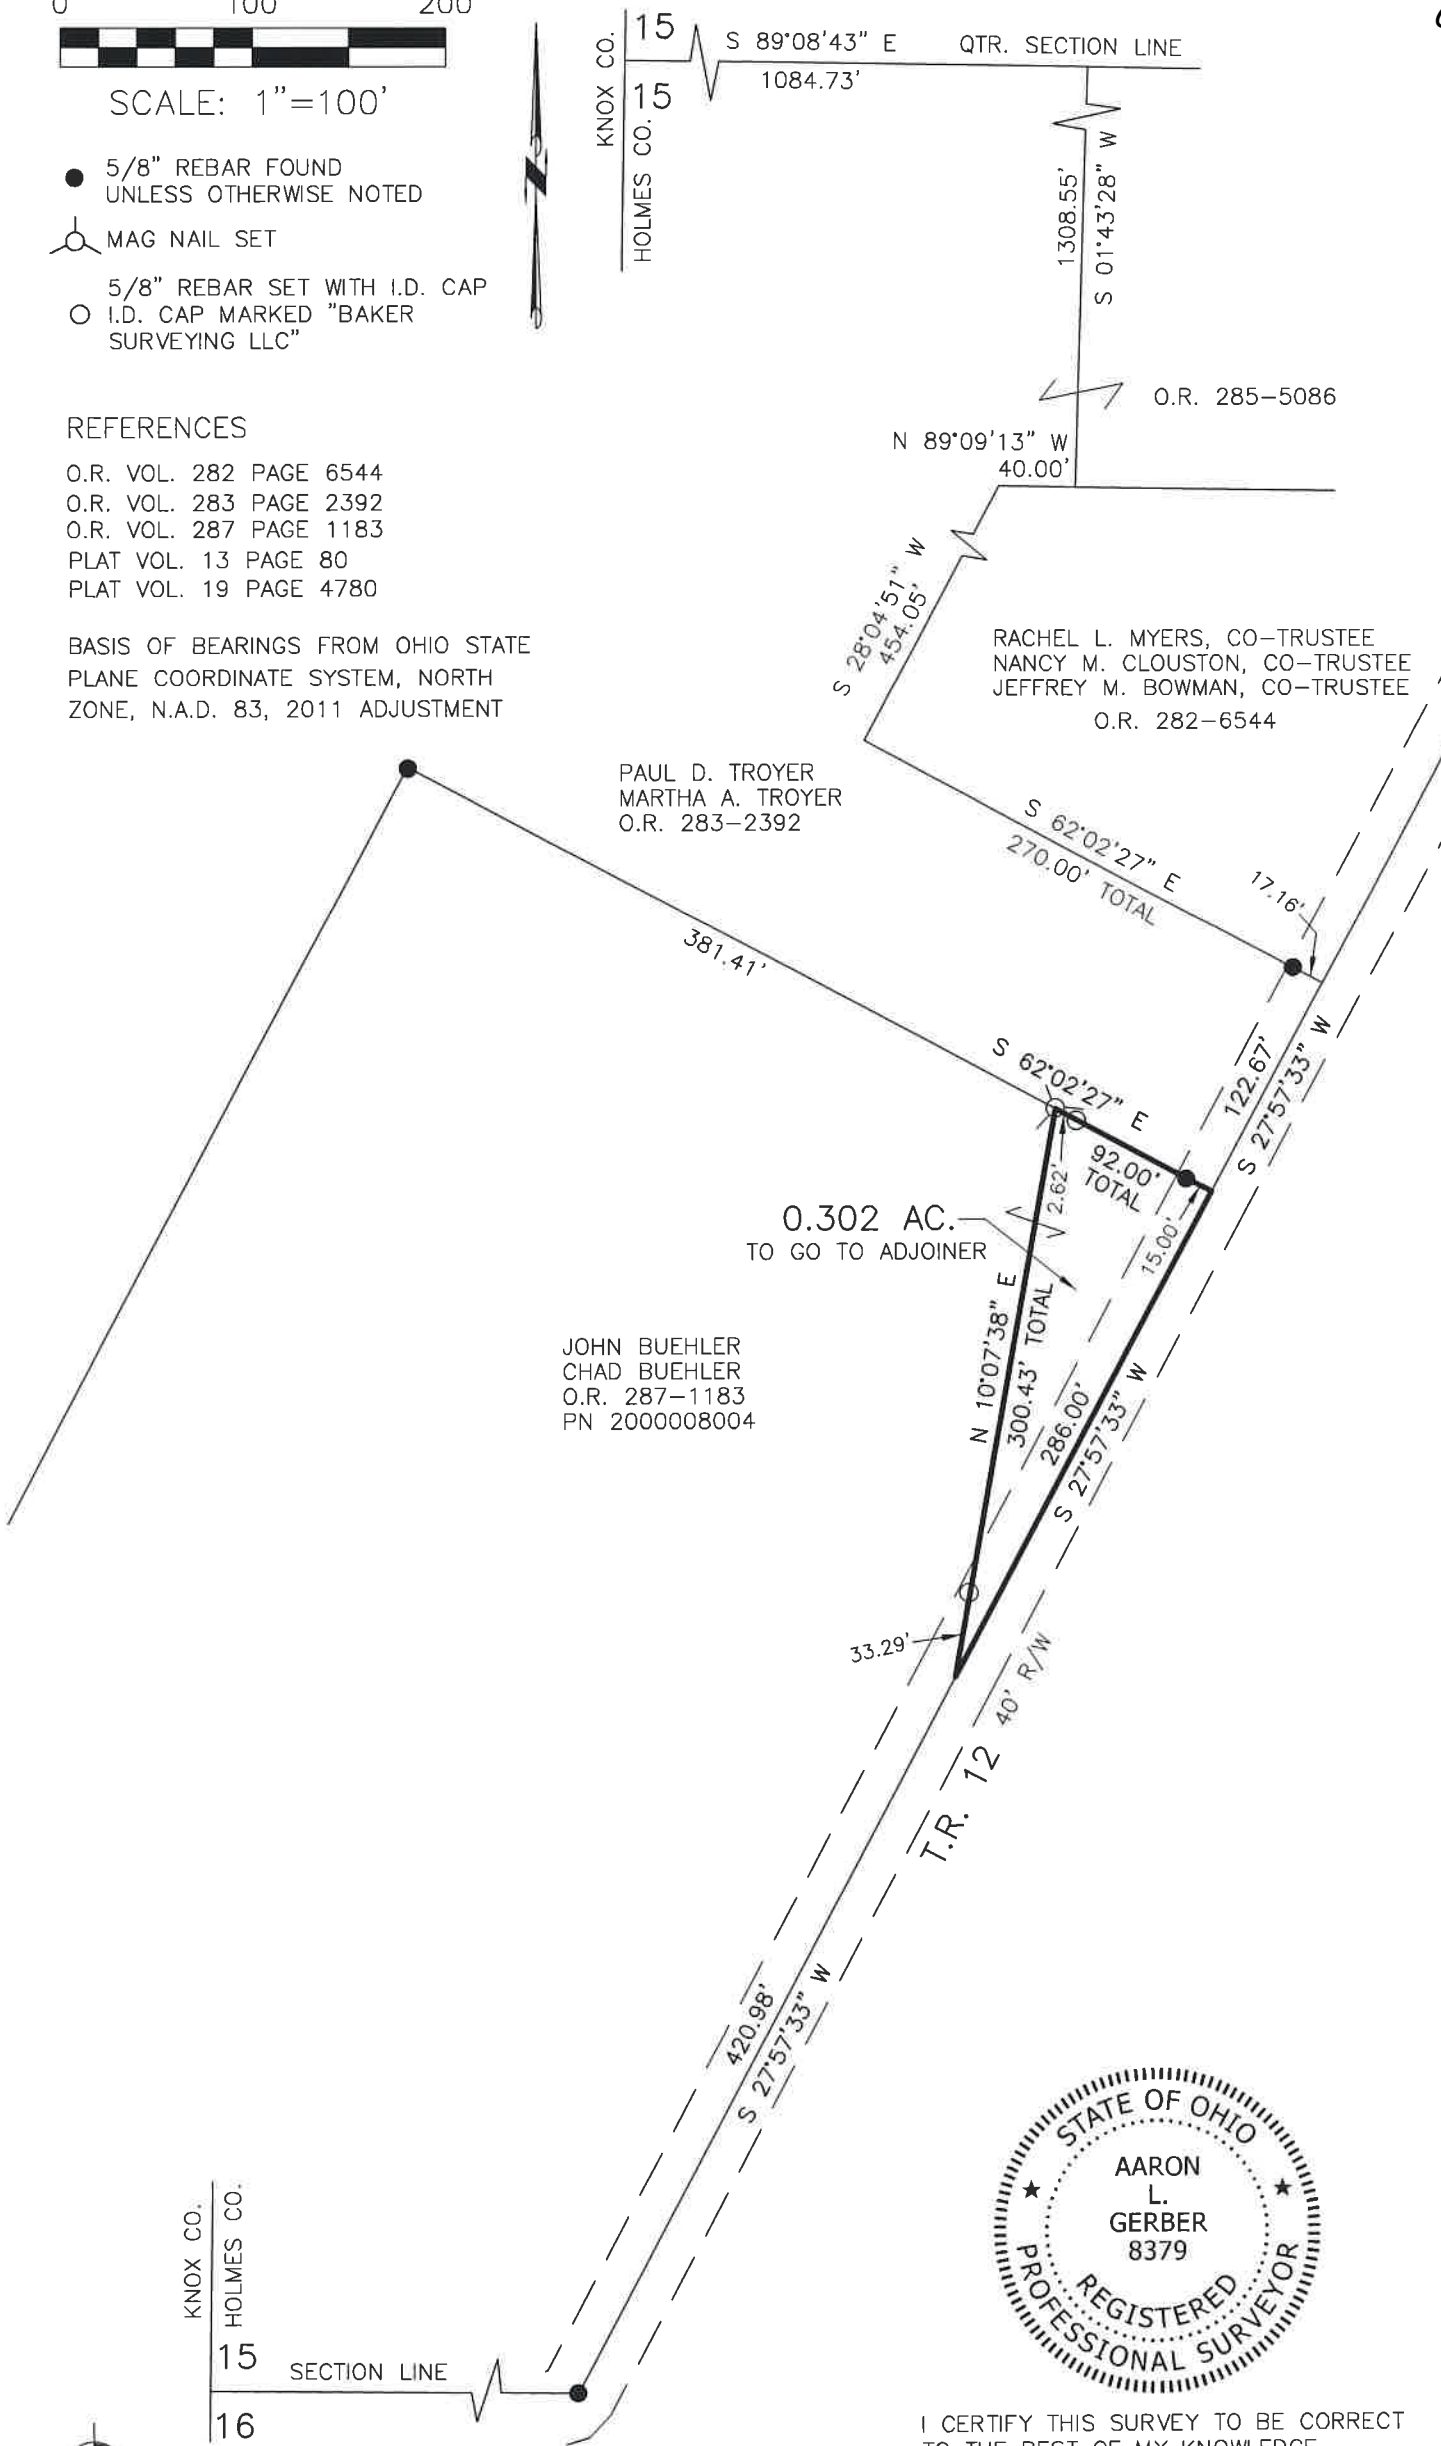 0 100 200
SCALE: 1"=100'
5/8" REBAR FOUND
UNLESS OTHERWISE NOTED
MAG NAIL SET
5/8" REBAR SET WITH I.D. CAP
I.D. CAP MARKED "BAKER
SURVEYING LLC"
REFERENCES
O.R. VOL. 282 PAGE 6544
O.R. VOL. 283 PAGE 2392
O.R. VOL. 287 PAGE 1183
PLAT VOL. 13 PAGE 80
PLAT VOL. 19 PAGE 4780
BASIS OF BEARINGS FROM OHIO STATE
PLANE COORDINATE SYSTEM, NORTH
ZONE, N.A.D. 83, 2011 ADJUSTMENT
N
KNOX CO.
HOLMES CO.
15
15
S 89°08'43" E QTR. SECTION LINE
1084.73'
1308.55'
S 01°43'28" W
O.R. 285-5086
N 89°09'13" W
40.00'
S 28°04'51" W
454.05'
RACHEL L. MYERS, CO-TRUSTEE
NANCY M. CLOUSTON, CO-TRUSTEE
JEFFREY M. BOWMAN, CO-TRUSTEE
O.R. 282-6544
PAUL D. TROYER
MARTHA A. TROYER
O.R. 283-2392
S 62°02'27" E
270.00' TOTAL
17.16'
381.41'
122.67'
S 27°57'33" W
S 62°02'27" E
92.00'
TOTAL
2.62'
15.00'
0.302 AC.
TO GO TO ADJOINER
N 10°07'38" E
300.43' TOTAL
286.00'
S 27°57'33" W
JOHN BUEHLER
CHAD BUEHLER
O.R. 287-1183
PN 2000008004
33.29'
T.R. 12 40' R/W
420.98'
S 27°57'33" W
KNOX CO.
HOLMES CO.
15
SECTION LINE
16
STATE OF OHIO
AARON
L.
GERBER
8379
REGISTERED
PROFESSIONAL SURVEYOR
I CERTIFY THIS SURVEY TO BE CORRECT
TO THE BEST OF MY KNOWLEDGE